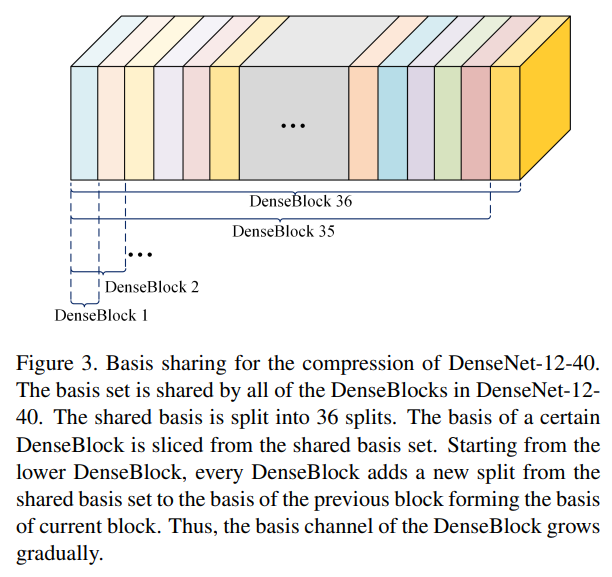 ...
DenseBlock 36
DenseBlock 35
...
DenseBlock 2
DenseBlock 1
Figure 3. Basis sharing for the compression of DenseNet-12-40.
The basis set is shared by all of the DenseBlocks in DenseNet-12-
40. The shared basis is split into 36 splits. The basis of a certain
DenseBlock is sliced from the shared basis set. Starting from the
lower DenseBlock, every DenseBlock adds a new split from the
shared basis set to the basis of the previous block forming the basis
of current block. Thus, the basis channel of the DenseBlock grows
gradually.